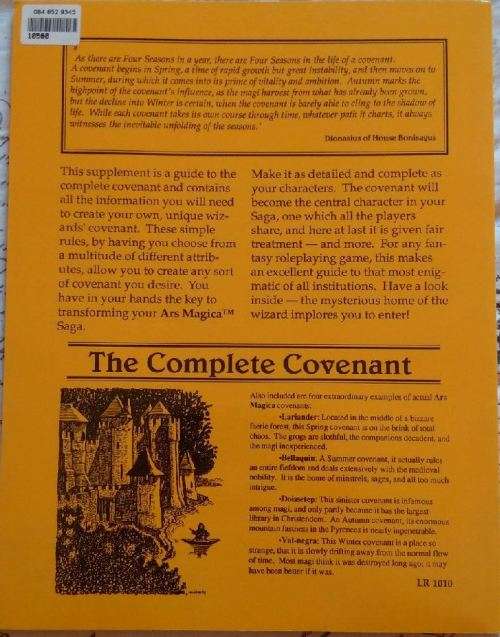 084 852 9345
10500
"
As there are Four Seasons in a year, there are Four Seasons in the life of a covenant.
A covenant begins in Spring, a time of rapid growth but great instability, and then moves on to
Summer, during which it comes into its prime of vitality and ambition. Autumn marks the
highpoint of the covenant's influence, as the magi harvest from what has already been grown,
but the decline into Winter is certain, when the covenant is barely able to cling to the shadow of
life. While each covenant takes its own course through time, whatever path it charts, it always
witnesses the inevitable unfolding of the seasons."
Dionasius of House Bonisagus
This supplement is a guide to the
complete covenant and contains
all the information you will need
to create your own, unique wiz-
ards' covenant. These simple
rules, by having you choose from
a multitude of different attrib-
utes, allow you to create any sort
of covenant you desire. You
have in your hands the key to
transforming your Ars Magica™
Saga.
Make it as detailed and complete as
your characters. The covenant will
become the central character in your
Saga, one which all the players
share, and here at last it is given fair
treatment — and more. For any fan-
tasy roleplaying game, this makes
an excellent guide to that most enig-
matic of all institutions. Have a look
inside — the mysterious home of the
wizard implores you to enter!
The Complete Covenant
Also included are four extraordinary examples of actual Ars
Magica covenants:
•Lariander: Located in the middle of a bizzare
faerie forest, this Spring covenant is on the brink of total
chaos. The grogs are slothful, the companions decadent, and
the magi inexperienced.
•Bellaquin: A Summer covenant, it actually rules
an entire fiefdom and deals extensively with the medieval
nobility. It is the home of minstrels, sages, and all too much
intrigue.
•Doissetep: This sinister covenant is infamous
among magi, and only partly because it has the largest
library in Christendom. An Autumn covenant, its enormous
mountain fastness in the Pyrenees is nearly impenetrable.
•Val-negra: This Winter covenant is a place so
strange, that it is slowly drifting away from the normal flow
of time. Most magi think it was destroyed long ago; it may
have been better if it was.
LR 1010